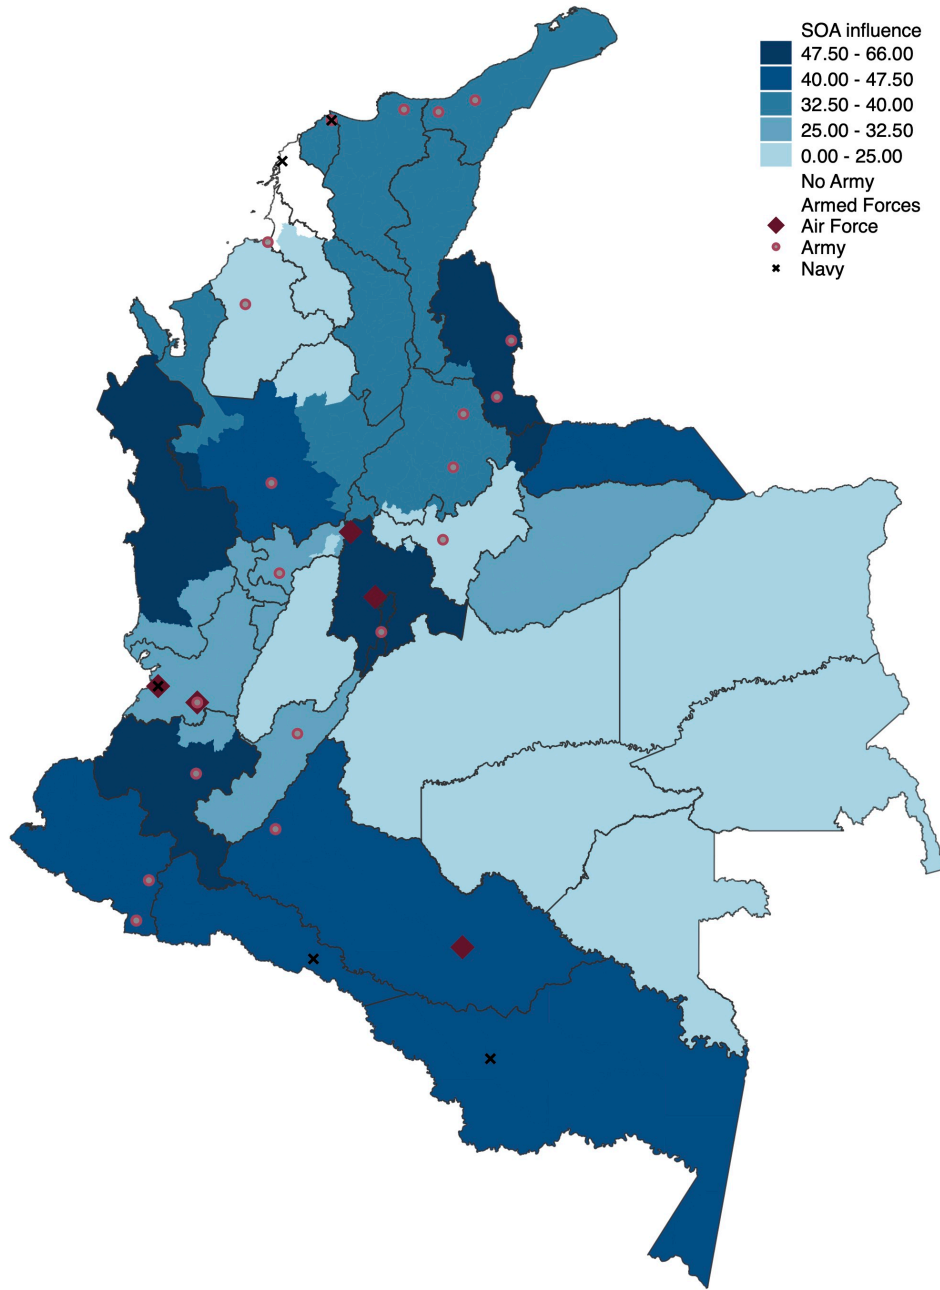 SOA influence
47.50 - 66.00
40.00 - 47.50
32.50 - 40.00
25.00 - 32.50
0.00 - 25.00
No Army
Armed Forces
Air Force
Army
Navy